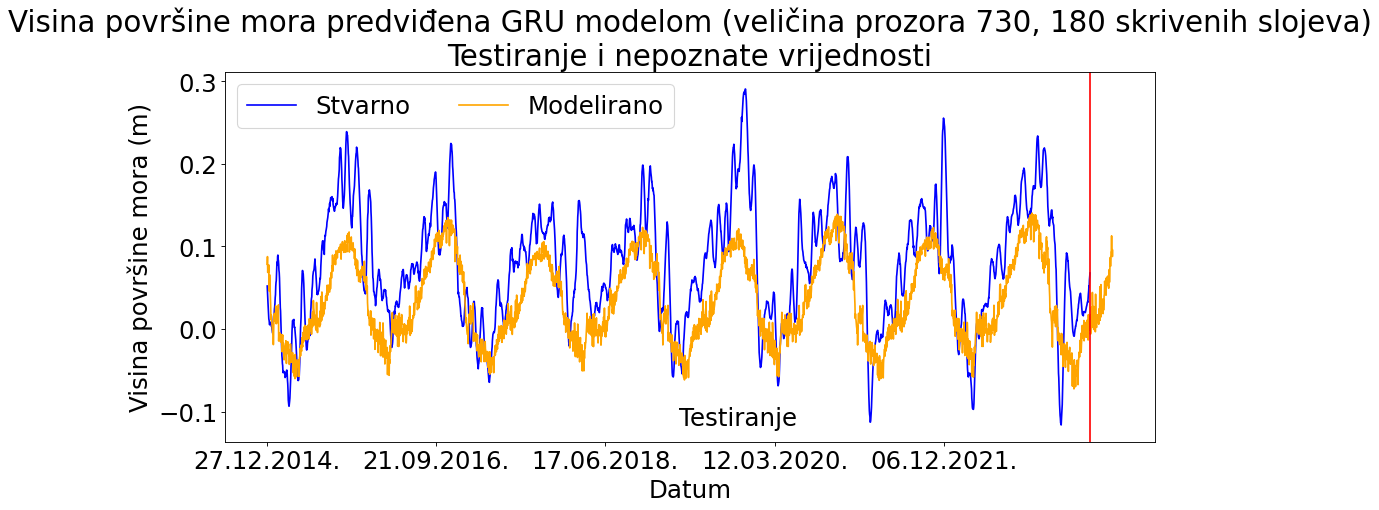 Visina površine mora predviđena GRU modelom (veličina prozora 730, 180 skrivenih slojeva)
Testiranje i nepoznate vrijednosti
Stvarno
Modelirano
Visina površine mora (m)
0.3
0.2
0.1
0.0
−0.1
Testiranje
27.12.2014.
21.09.2016.
17.06.2018.
12.03.2020.
06.12.2021.
Datum